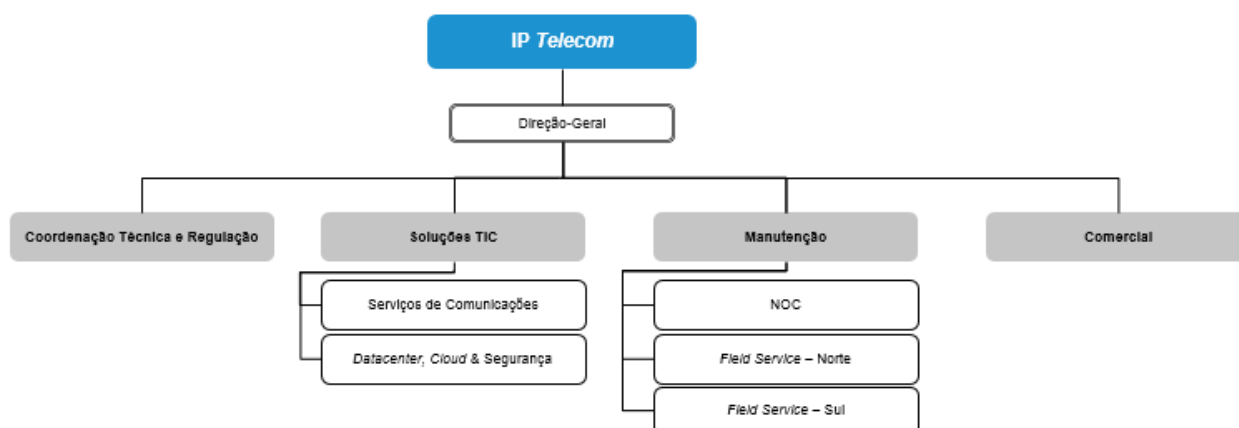 IP Telecom
Direção-Geral
Coordenação Técnica e Regulação
Soluções TIC
Manutenção
Comercial
Serviços de Comunicações
NOC
Datacenter, Cloud & Segurança
Field Service – Norte
Field Service – Sul